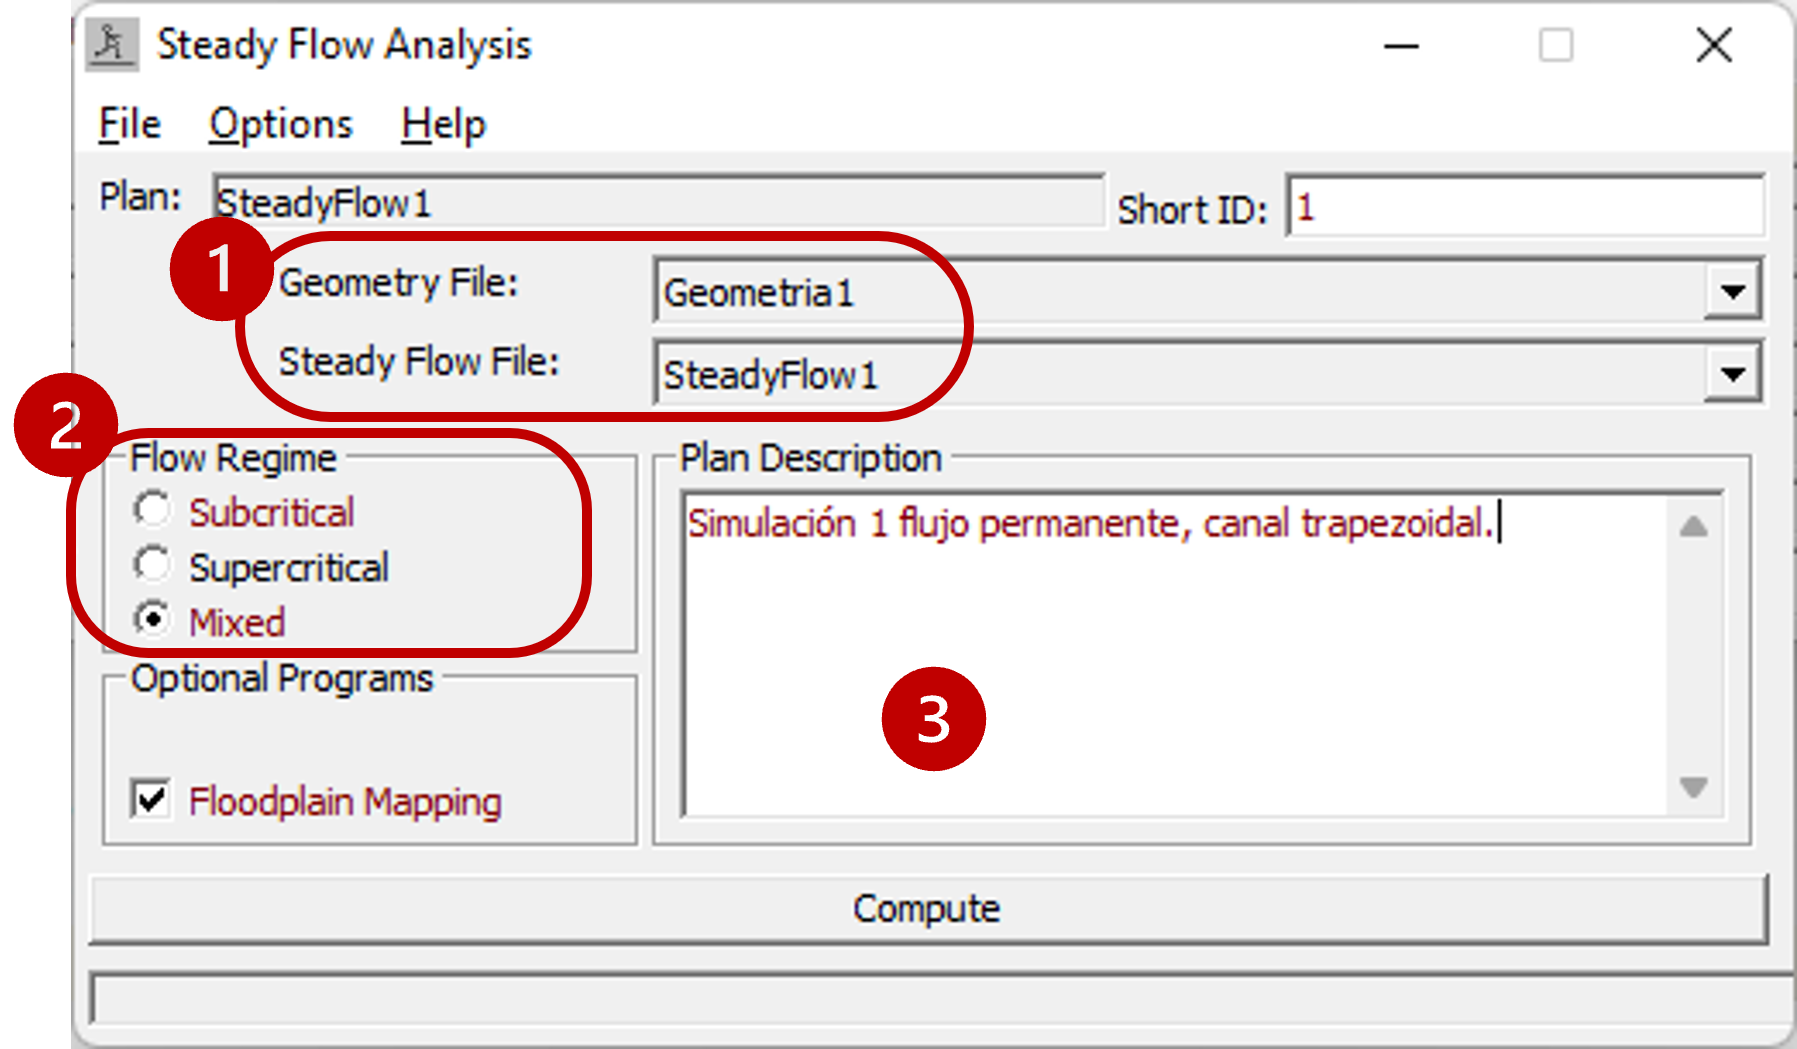 Steady Flow Analysis
File Options Help
Plan: SteadyFlow1 Short ID: 1
1
Geometry File: Geometria1
Steady Flow File: SteadyFlow1
2
Flow Regime
Subcritical
Supercritical
Mixed
Optional Programs
Floodplain Mapping
Plan Description
Simulación 1 flujo permanente, canal trapezoidal.
3
Compute